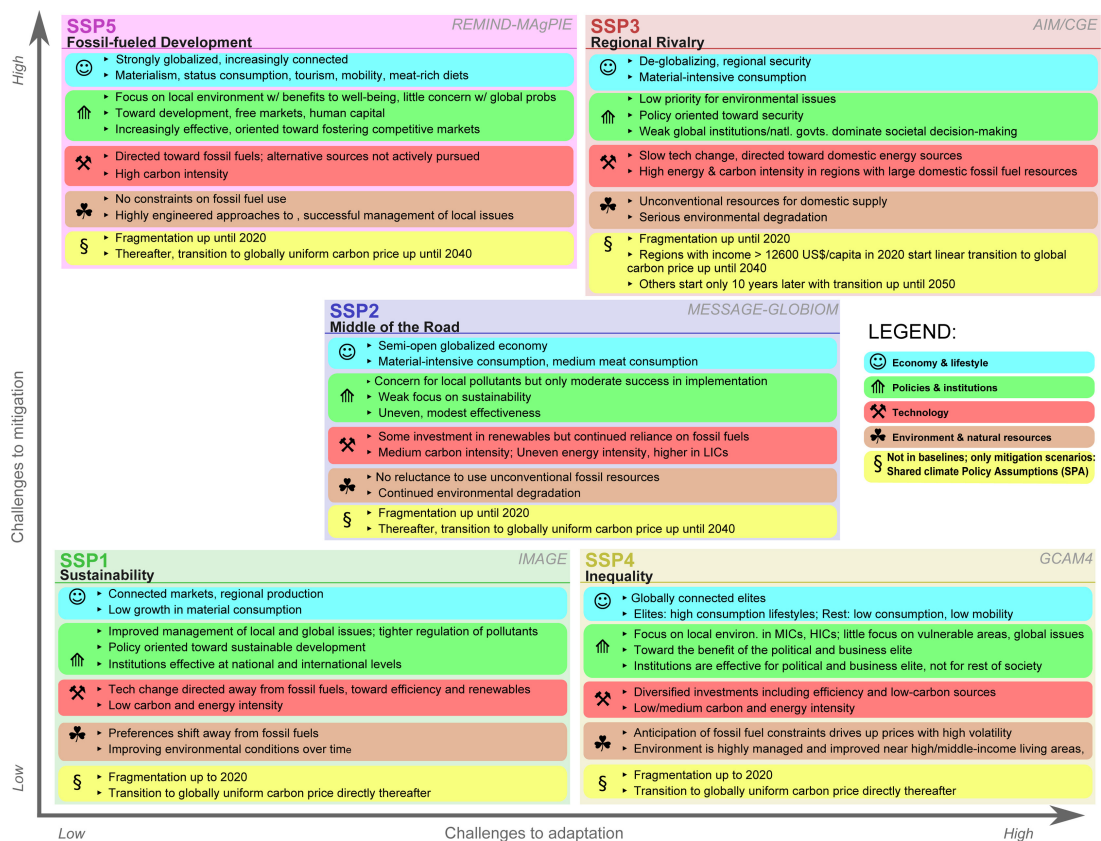 SSP5
REMIND-MAgPIE
Fossil-fueled Development
Strongly globalized, increasingly connected
Materialism, status consumption, tourism, mobility, meat-rich diets
Focus on local environment w/ benefits to well-being, little concern w/ global probs
Toward development, free markets, human capital
Increasingly effective, oriented toward fostering competitive markets
Directed toward fossil fuels; alternative sources not actively pursued
High carbon intensity
No constraints on fossil fuel use
Highly engineered approaches to , successful management of local issues
§
Fragmentation up until 2020
Thereafter, transition to globally uniform carbon price up until 2040
SSP3
AIM/CGE
Regional Rivalry
De-globalizing, regional security
Material-intensive consumption
Low priority for environmental issues
Policy oriented toward security
Weak global institutions/natl. govts. dominate societal decision-making
Slow tech change, directed toward domestic energy sources
High energy & carbon intensity in regions with large domestic fossil fuel resources
Unconventional resources for domestic supply
Serious environmental degradation
§
Fragmentation up until 2020
Regions with income > 12600 US$/capita in 2020 start linear transition to global
carbon price up until 2040
Others start only 10 years later with transition up until 2050
SSP2
MESSAGE-GLOBIOM
Middle of the Road
Semi-open globalized economy
Material-intensive consumption, medium meat consumption
Concern for local pollutants but only moderate success in implementation
Weak focus on sustainability
Uneven, modest effectiveness
Some investment in renewables but continued reliance on fossil fuels
Medium carbon intensity; Uneven energy intensity, higher in LICs
No reluctance to use unconventional fossil resources
Continued environmental degradation
§
Fragmentation up until 2020
Thereafter, transition to globally uniform carbon price up until 2040
LEGEND:
Economy & lifestyle
Policies & institutions
Technology
Environment & natural resources
§
Not in baselines; only mitigation scenarios:
Shared climate Policy Assumptions (SPA)
SSP1
IMAGE
Sustainability
Connected markets, regional production
Low growth in material consumption
Improved management of local and global issues; tighter regulation of pollutants
Policy oriented toward sustainable development
Institutions effective at national and international levels
Tech change directed away from fossil fuels, toward efficiency and renewables
Low carbon and energy intensity
Preferences shift away from fossil fuels
Improving environmental conditions over time
§
Fragmentation up to 2020
Transition to globally uniform carbon price directly thereafter
SSP4
GCAM4
Inequality
Globally connected elites
Elites: high consumption lifestyles; Rest: low consumption, low mobility
Focus on local environ. in MICs, HICs; little focus on vulnerable areas, global issues
Toward the benefit of the political and business elite
Institutions are effective for political and business elite, not for rest of society
Diversified investments including efficiency and low-carbon sources
Low/medium carbon and energy intensity
Anticipation of fossil fuel constraints drives up prices with high volatility
Environment is highly managed and improved near high/middle-income living areas,
§
Fragmentation up to 2020
Transition to globally uniform carbon price directly thereafter
High
Challenges to mitigation
Low
Low
Challenges to adaptation
High